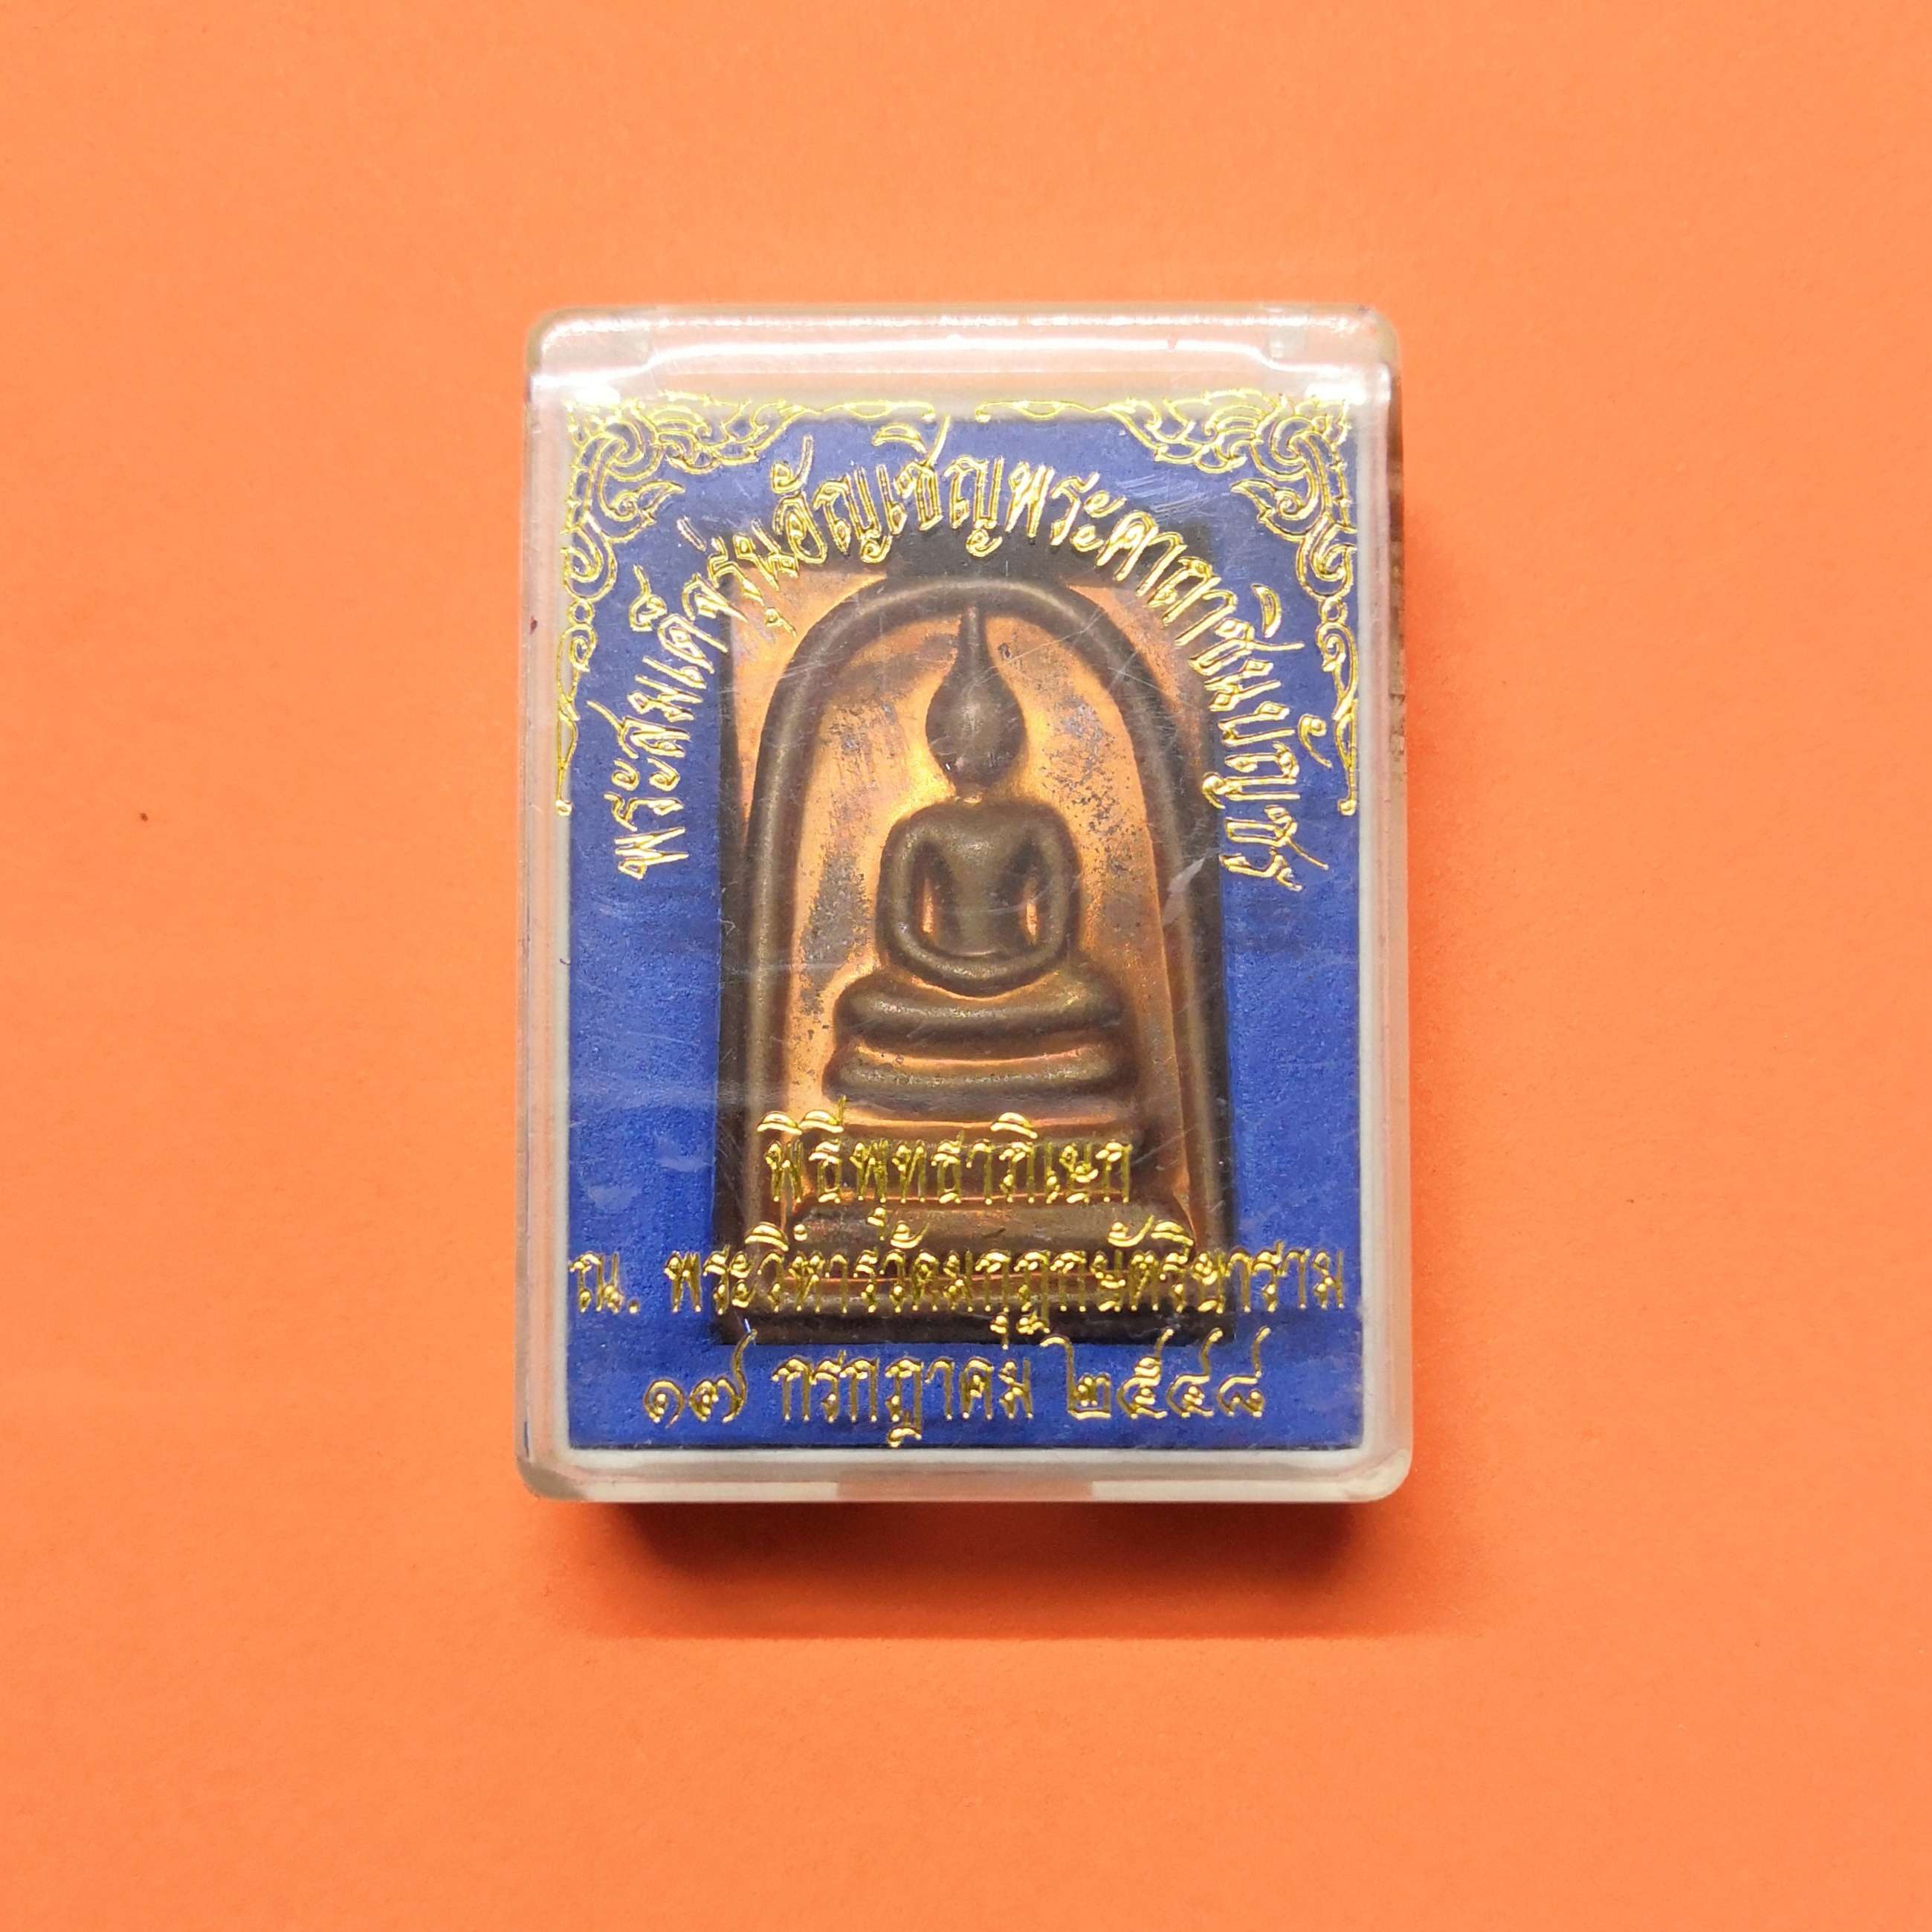 พระสมเด็จรุ่นอัญเชิญพระคาถาชินบัญชร
พิธีพุทธาภิเษก
ณ. พระวิหารวัดมกุฏกษัตริยาราม
๑๗ กรกฎาคม ๒๕๔๘